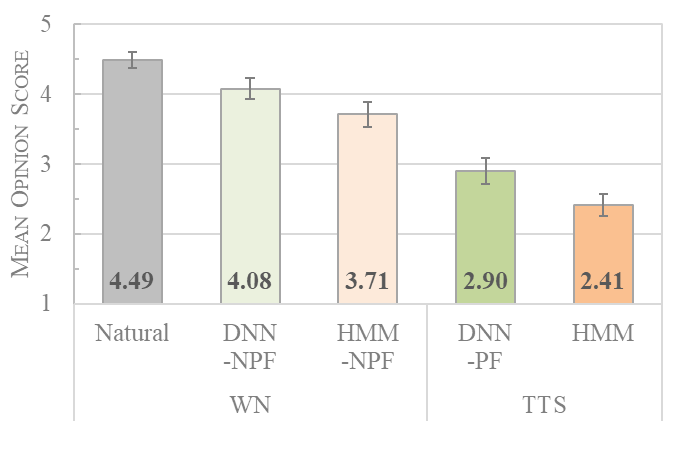 5
4
3
2
1
MEAN OPINION SCORE
4.49
4.08
3.71
2.90
2.41
Natural
DNN
-NPF
HMM
-NPF
DNN
-PF
HMM
WN
TTS